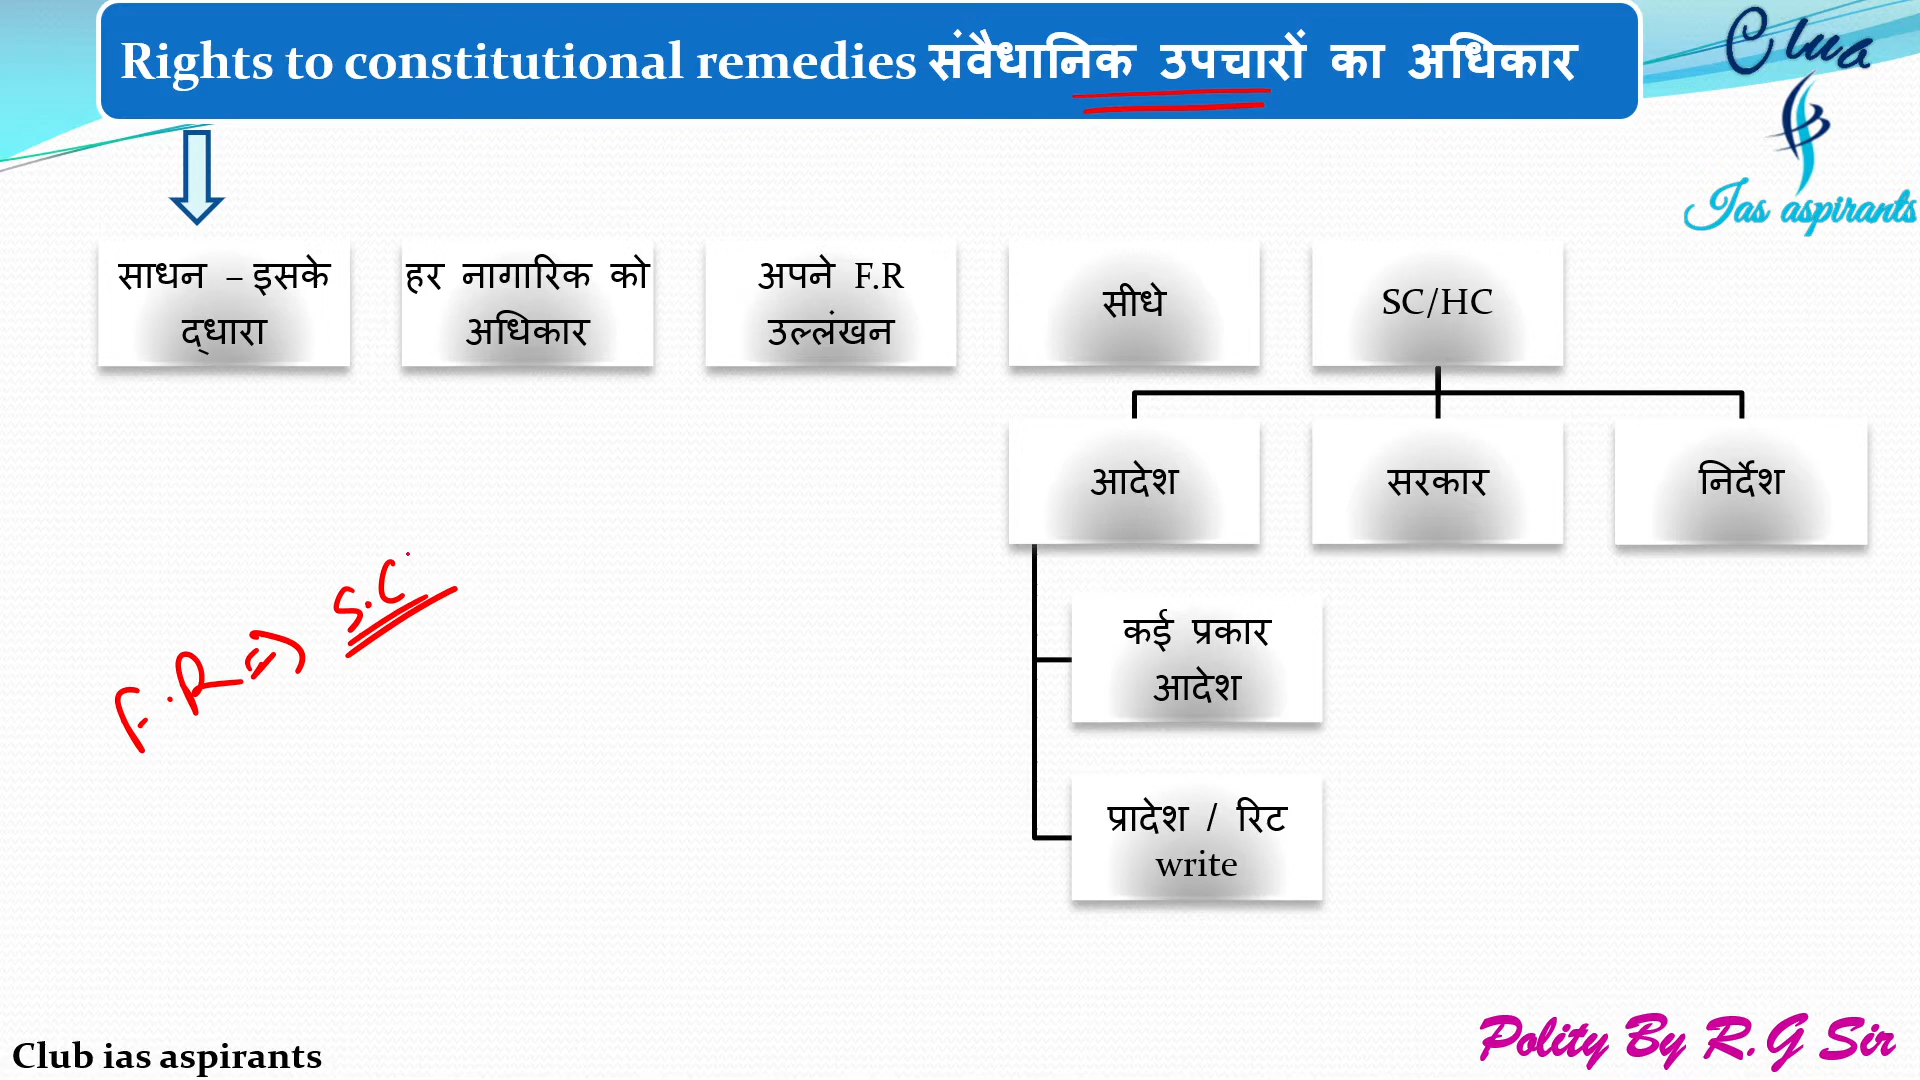 Rights to constitutional remedies संवैधानिक उपचारों का अधिकार
Clua
Ias aspirants
साधन – इसके
द्धारा
हर नागारिक को
अधिकार
अपने F.R
उल्लंखन
सीधे
SC/HC
आदेश
सरकार
निर्देश
कई प्रकार
आदेश
प्रादेश / रिट
write
F.R => S.C
Club ias aspirants
Polity By R.G Sir